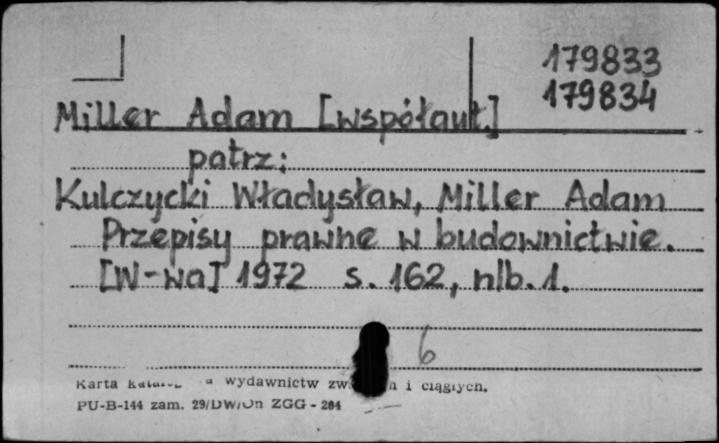 179833
179834
Miller Adam [współaut.]
patrz:
Kulczycki Władysław, Miller Adam
Przepisy prawne w budownictwie.
[W-wa] 1972 s. 162, nlb. 1.
6
Karta wydawnictw i ciągłych.
PU-B-144 zam. 29/DW/On ZGG - 204